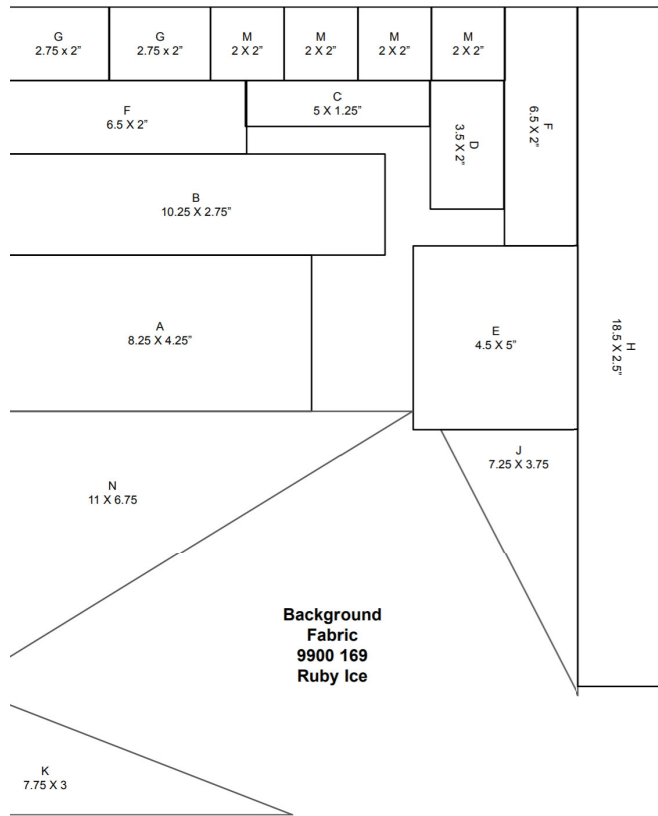 G
2.75 x 2”
G
2.75 x 2”
M
2 X 2”
M
2 X 2”
M
2 X 2”
M
2 X 2”
F
6.5 X 2”
C
5 X 1.25”
D
3.5 X 2”
F
6.5 X 2”
B
10.25 X 2.75”
A
8.25 X 4.25”
E
4.5 X 5”
H
18.5 X 2.5”
N
11 X 6.75
J
7.25 X 3.75
Background
Fabric
9900 169
Ruby Ice
K
7.75 X 3